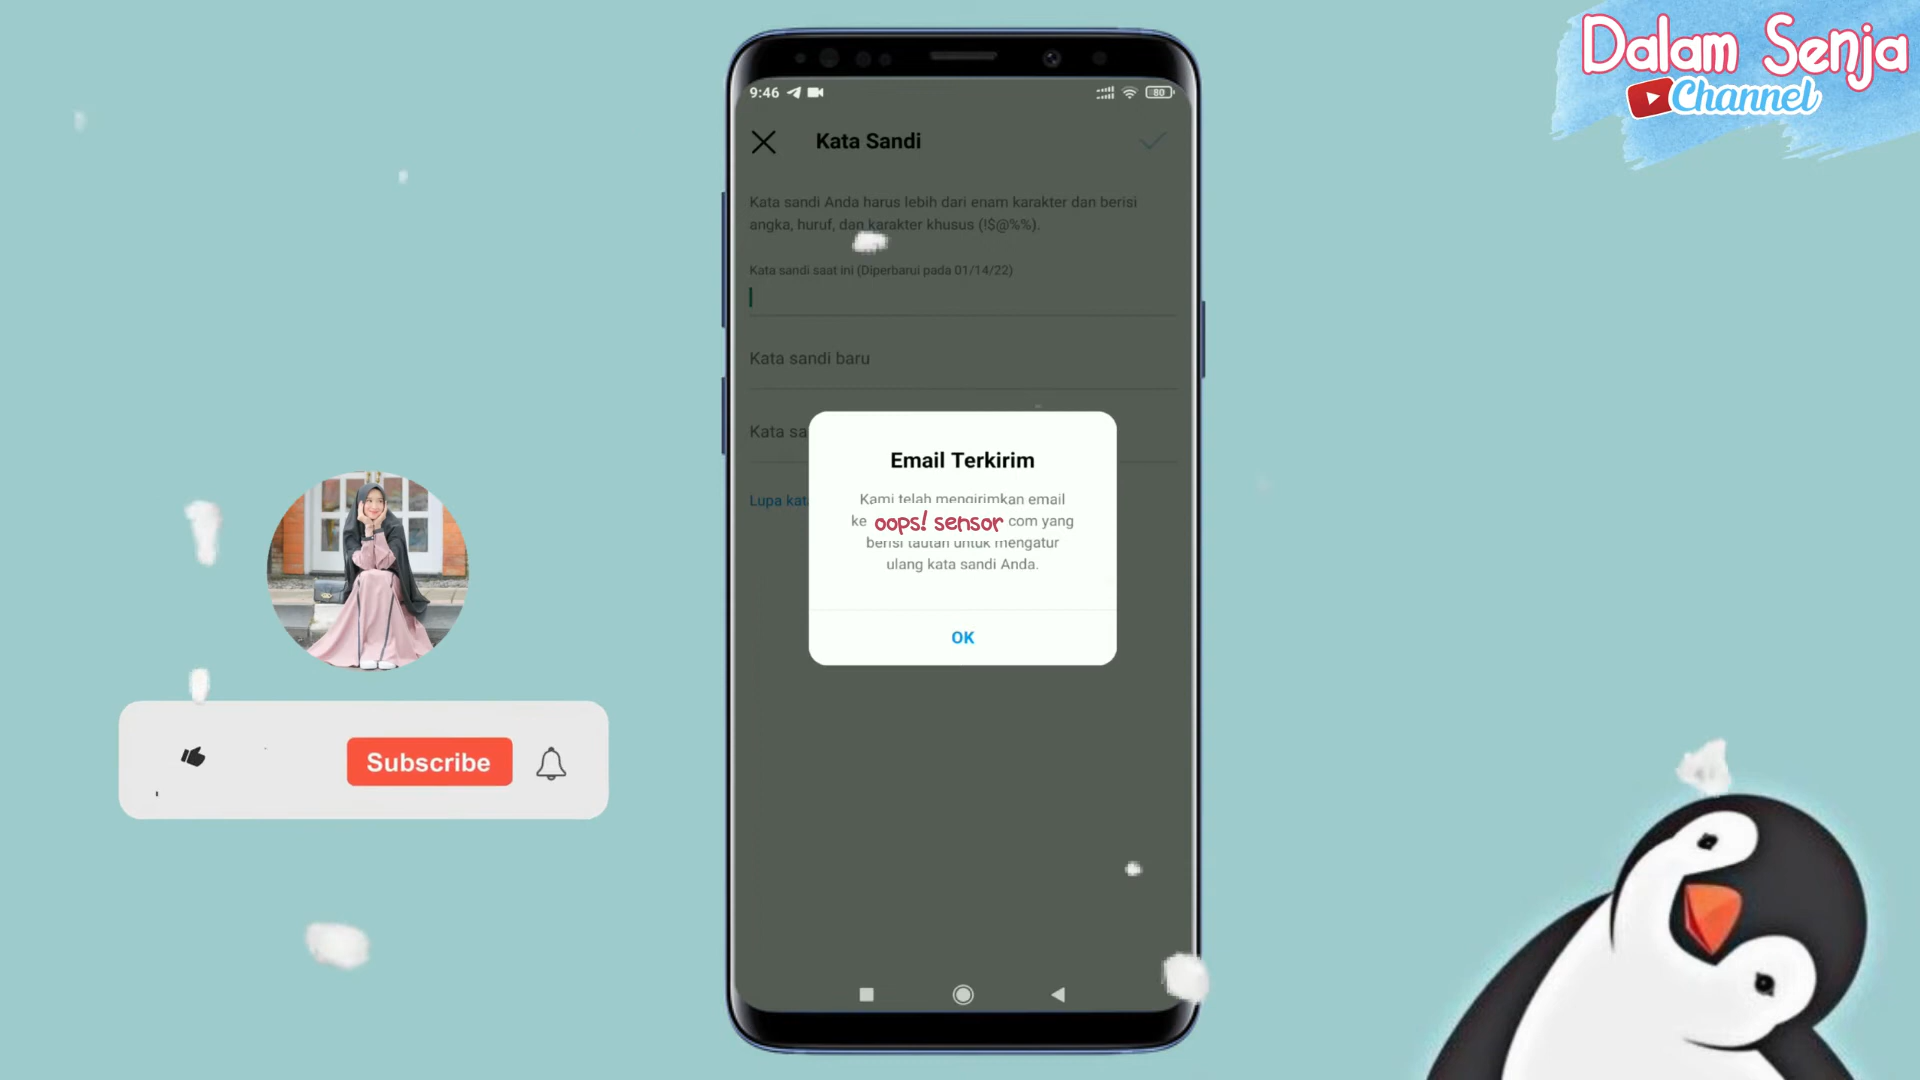 Dalam Senja
Channel
9:46
80
Kata Sandi
Kata sandi Anda harus lebih dari enam karakter dan berisi
angka, huruf, dan karakter khusus (!$@%%).
Kata sandi saat ini (Diperbarui pada 01/14/22)
Kata sandi baru
Kata sa
Lupa kat
Email Terkirim
Kami telah mengirimkan email
ke oops! sensor com yang
berisi tautan untuk mengatur
ulang kata sandi Anda.
OK
Subscribe